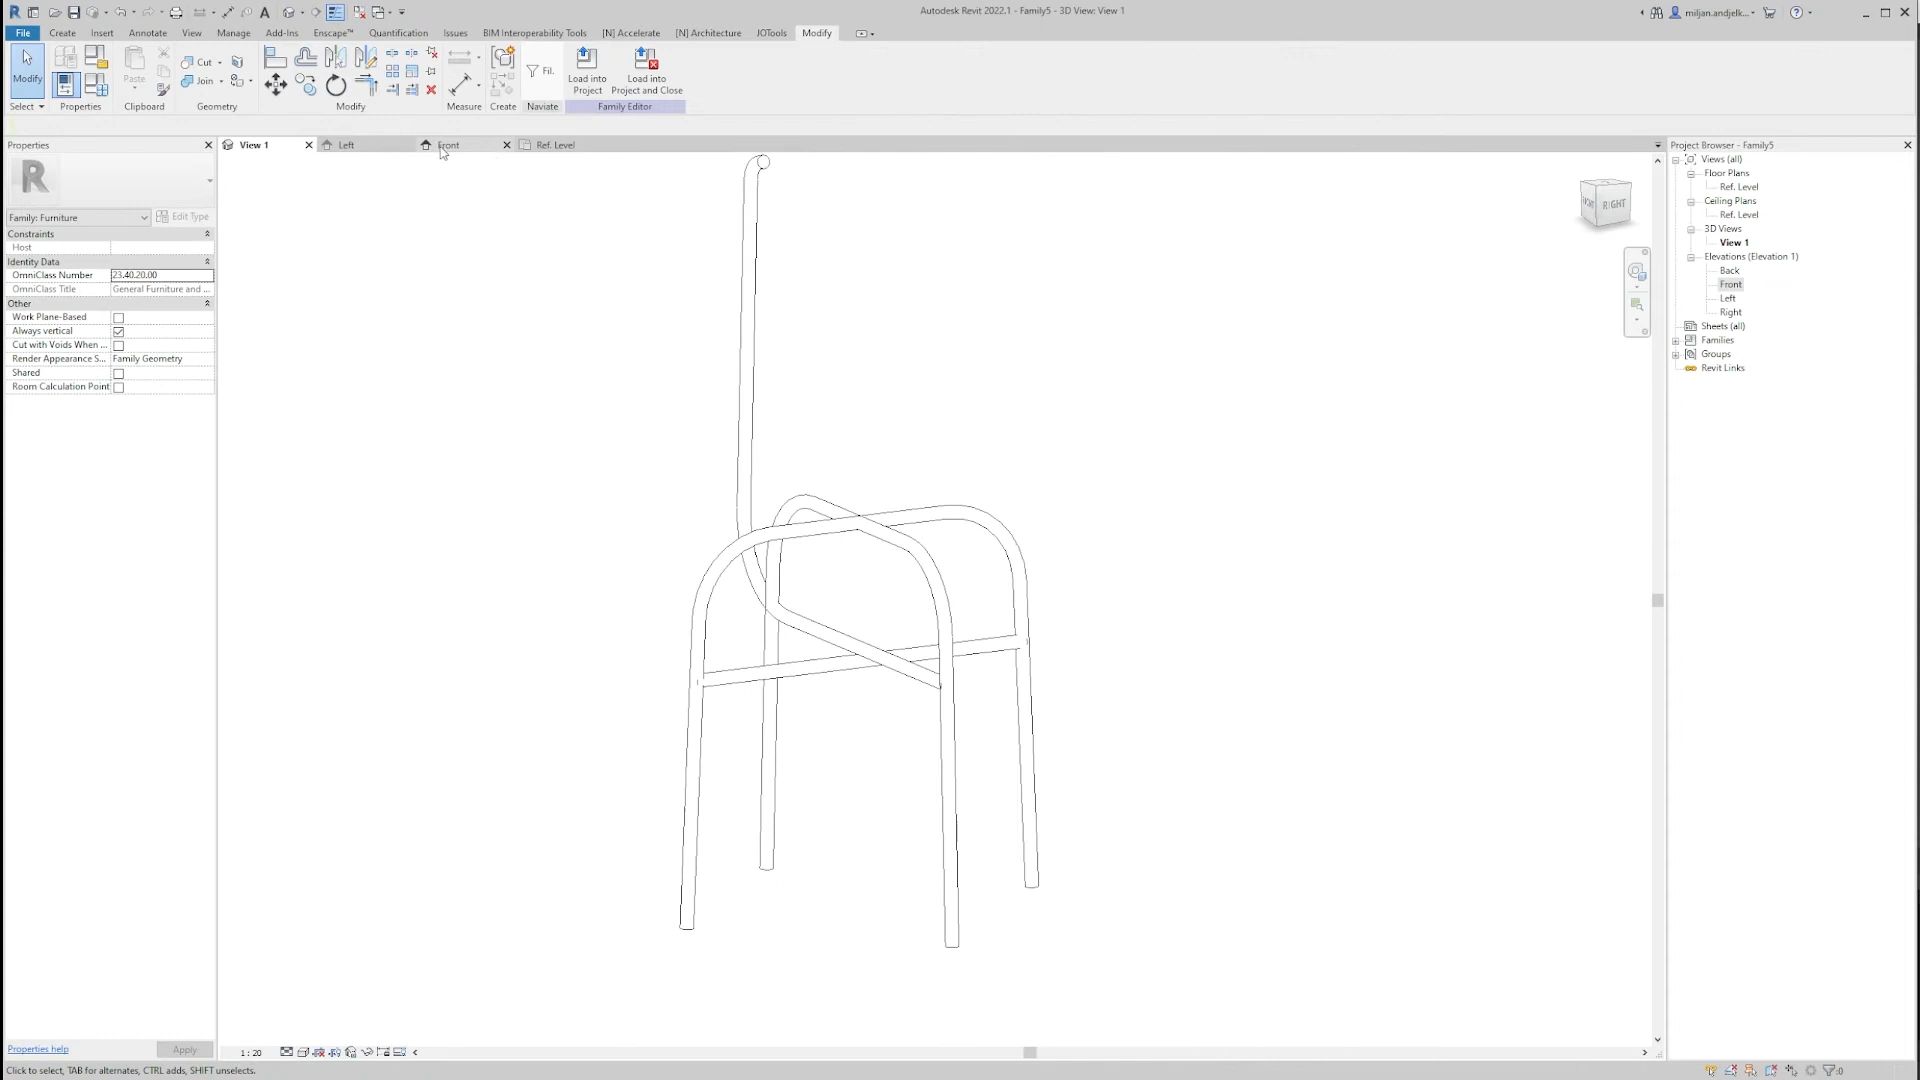 Autodesk Revit 2022.1 - Family5 - 3D View: View 1
miljan.andjelk...
File Create Insert Annotate View Manage Add-Ins Enscape™ Quantification Issues BIM Interoperability Tools [N] Accelerate [N] Architecture JOTools Modify
Modify
Paste
Cut
Join
Fil.
Load into
Project
Load into
Project and Close
Select Properties Clipboard Geometry Modify Measure Create Naviate Family Editor
Properties
View 1
Left
Front
Ref. Level
Project Browser - Family5
R
Family: Furniture
Edit Type
Constraints
Host
Identity Data
OmniClass Number 23.40.20.00
OmniClass Title General Furniture and ...
Other
Work Plane-Based
Always vertical
Cut with Voids When ...
Render Appearance S... Family Geometry
Shared
Room Calculation Point
RIGHT
Views (all)
Floor Plans
Ref. Level
Ceiling Plans
Ref. Level
3D Views
View 1
Elevations (Elevation 1)
Back
Front
Left
Right
Sheets (all)
Families
Groups
Revit Links
Properties help
Apply
1 : 20
Click to select, TAB for alternates, CTRL adds, SHIFT unselects.
:0